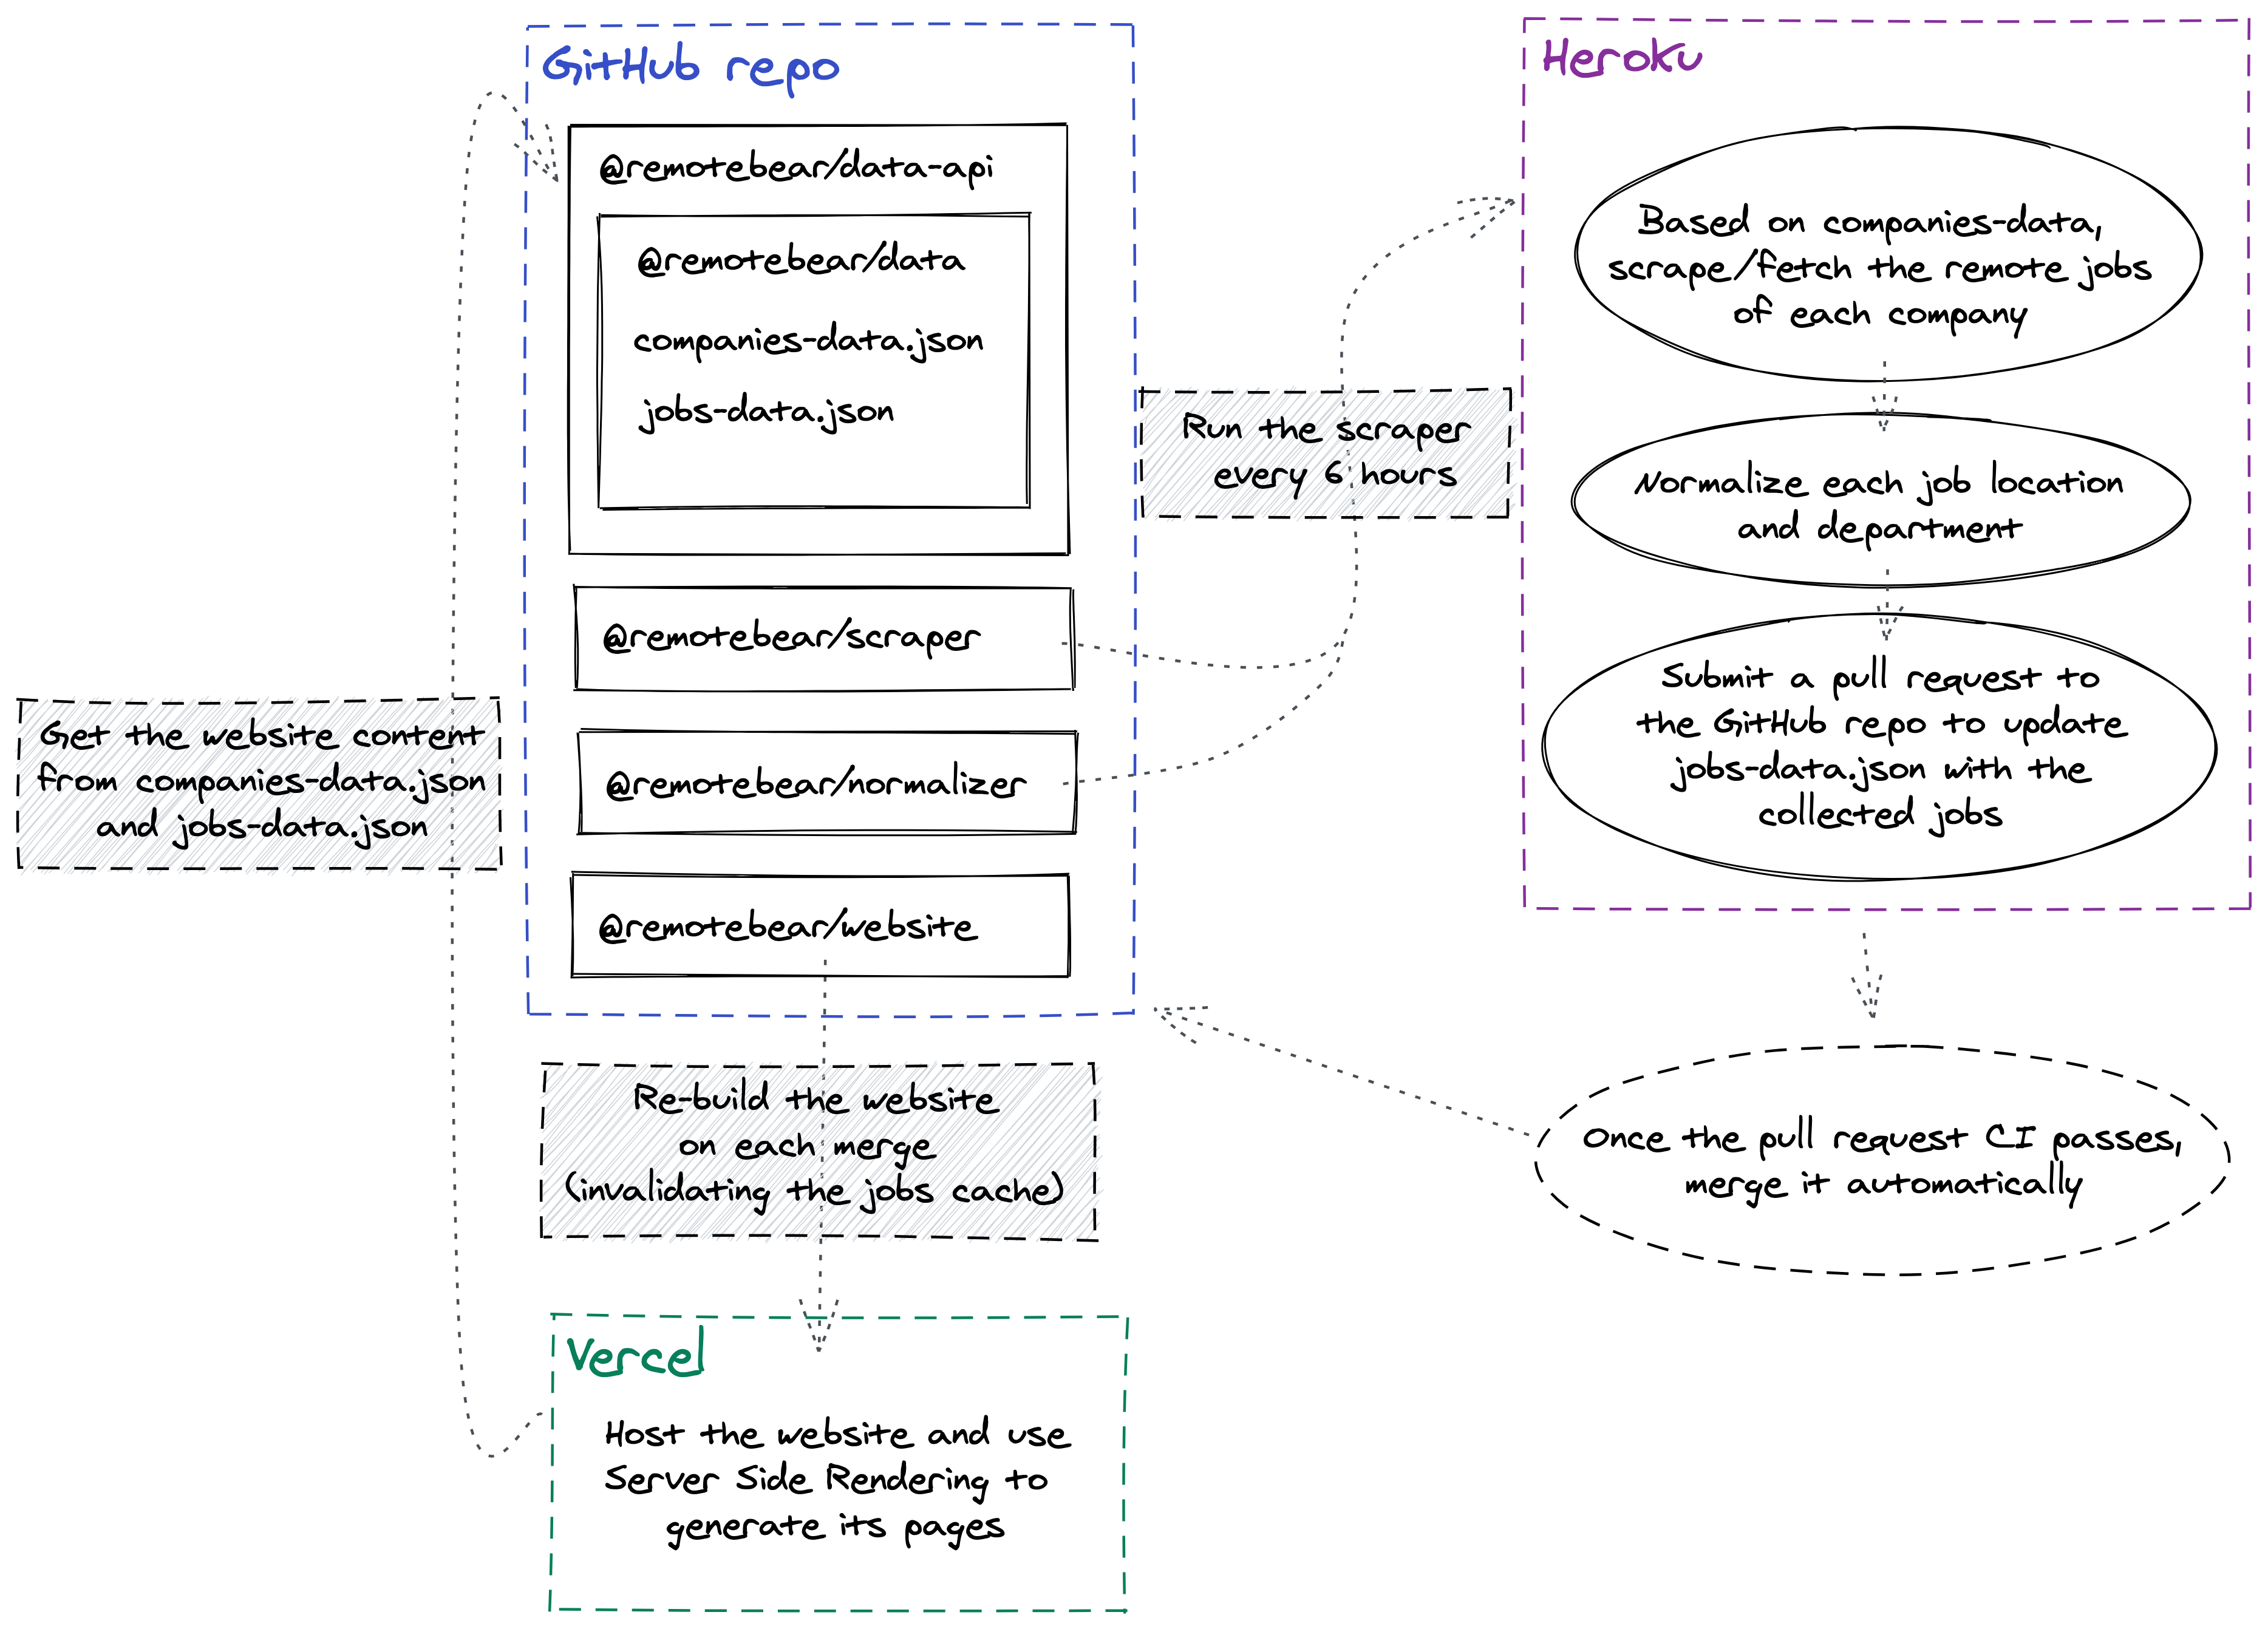 GitHub repo
@remotebear/data-api
@remotebear/data
companies-data.json
jobs-data.json
@remotebear/scraper
@remotebear/normalizer
@remotebear/website
Get the website content
from companies-data.json
and jobs-data.json
Run the scraper
every 6 hours
Heroku
Based on companies-data,
scrape/fetch the remote jobs
of each company
Normalize each job location
and department
Submit a pull request to
the GitHub repo to update
jobs-data.json with the
collected jobs
Once the pull request CI passes,
merge it automatically
Re-build the website
on each merge
(invalidating the jobs cache)
Vercel
Host the website and use
Server Side Rendering to
generate its pages